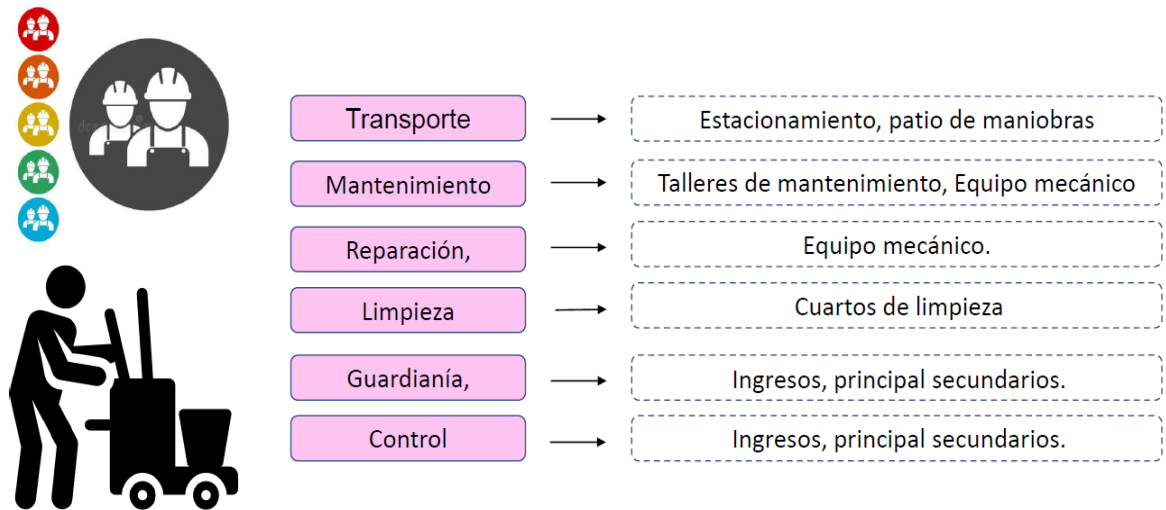 Transporte
Estacionamiento, patio de maniobras
Mantenimiento
Talleres de mantenimiento, Equipo mecánico
Reparación,
Equipo mecánico.
Limpieza
Cuartos de limpieza
Guardianía,
Ingresos, principal secundarios.
Control
Ingresos, principal secundarios.